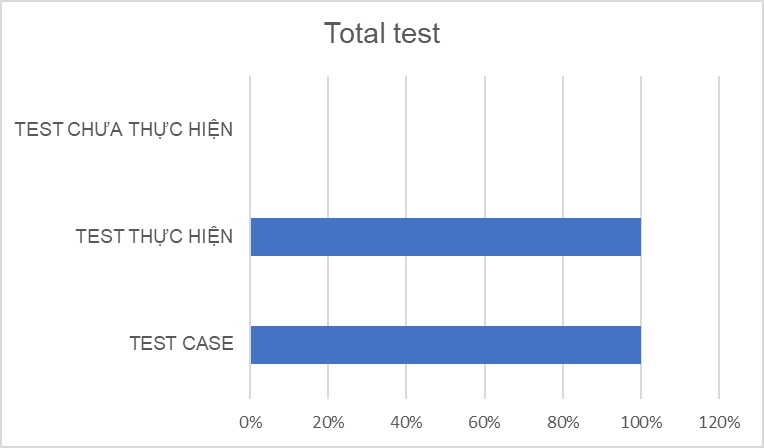 Total test
TEST CHƯA THỰC HIỆN
TEST THỰC HIỆN
TEST CASE
0% 20% 40% 60% 80% 100% 120%